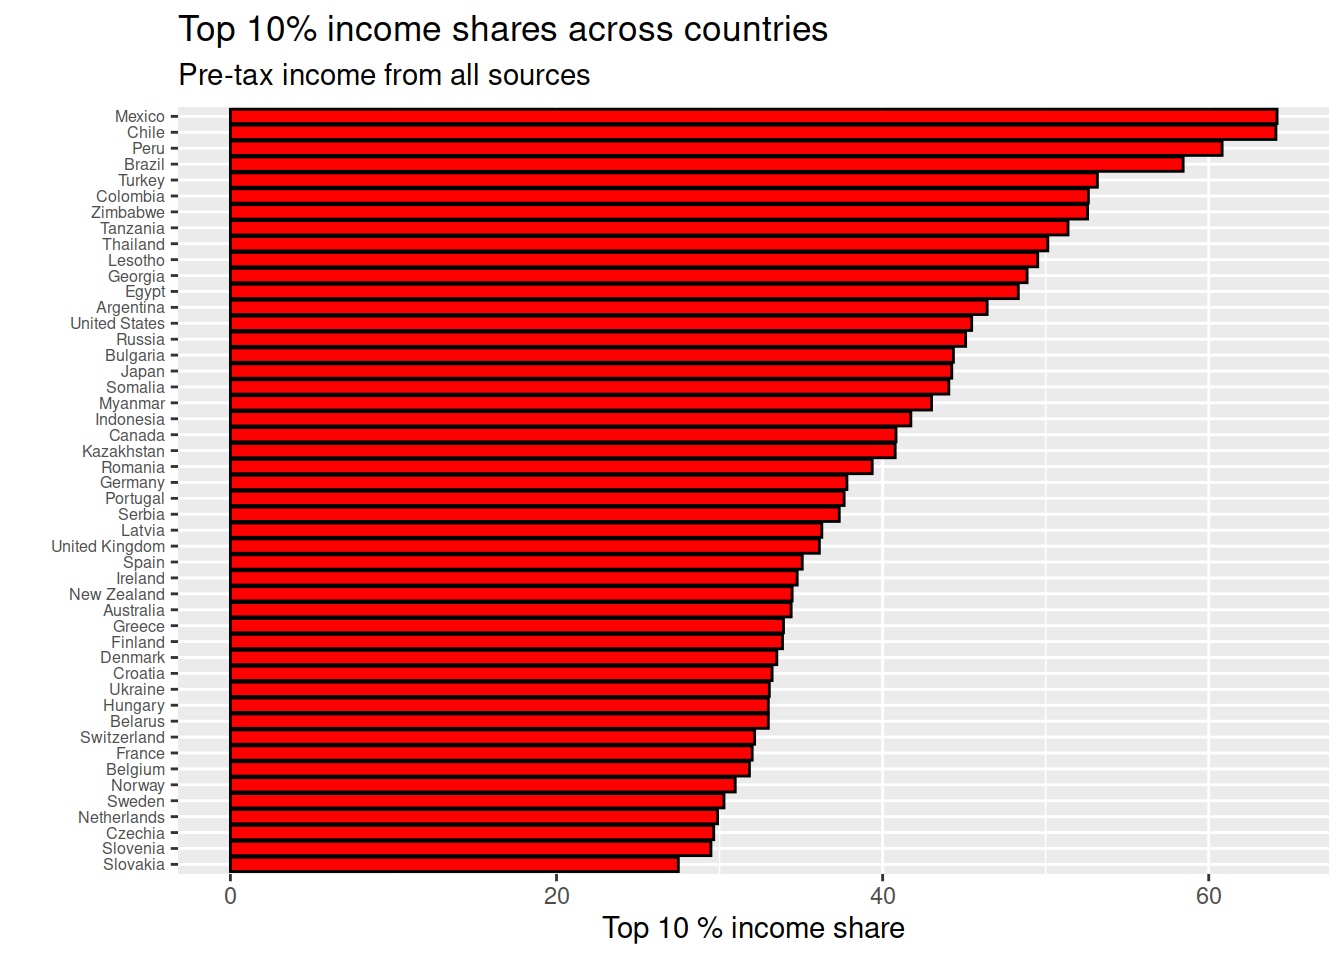 Top 10% income shares across countries
Pre-tax income from all sources
Mexico
Chile
Peru
Brazil
Turkey
Colombia
Zimbabwe
Tanzania
Thailand
Lesotho
Georgia
Egypt
Argentina
United States
Russia
Bulgaria
Japan
Somalia
Myanmar
Indonesia
Canada
Kazakhstan
Romania
Germany
Portugal
Serbia
Latvia
United Kingdom
Spain
Ireland
New Zealand
Australia
Greece
Finland
Denmark
Croatia
Ukraine
Hungary
Belarus
Switzerland
France
Belgium
Norway
Sweden
Netherlands
Czechia
Slovenia
Slovakia
0 20 40 60
Top 10 % income share